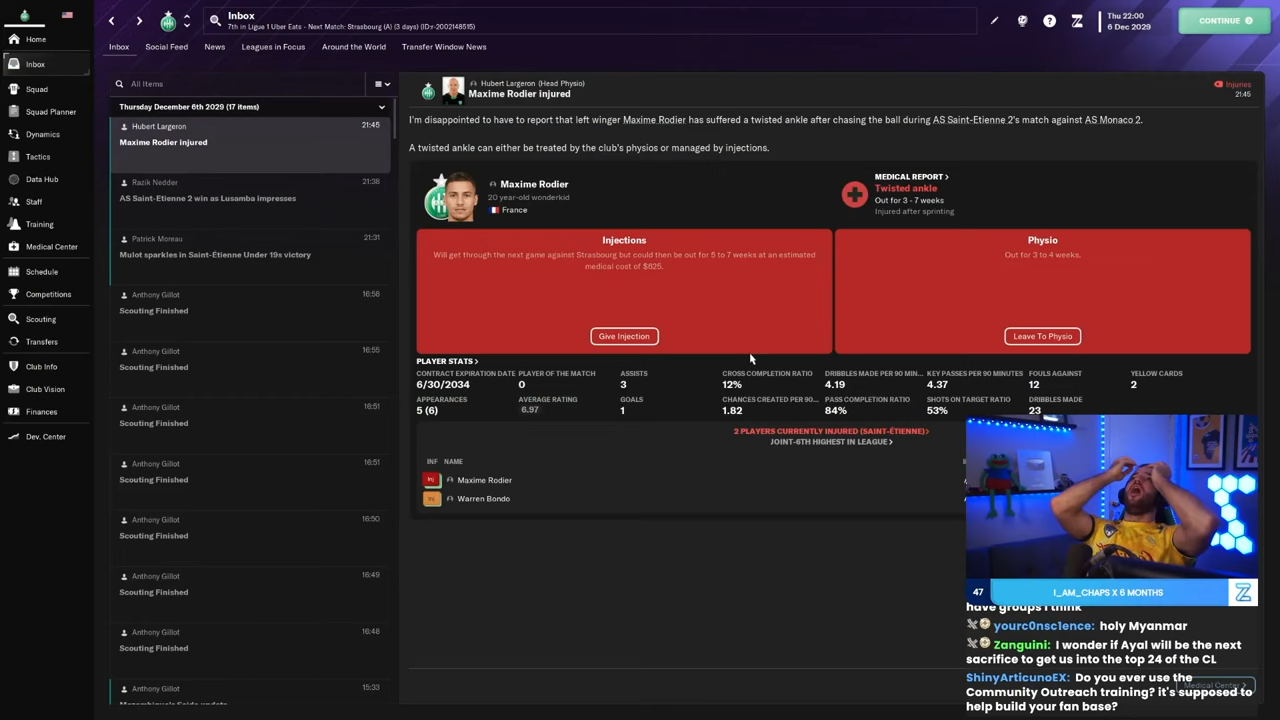 Inbox
7th in Ligue 1 Uber Eats - Next Match: Strasbourg (A) (3 days) (ID:r-2002148515)
Thu 22:00
6 Dec 2029
CONTINUE
Inbox
Social Feed
News
Leagues in Focus
Around the World
Transfer Window News
Home
Inbox
Squad
Squad Planner
Dynamics
Tactics
Data Hub
Staff
Training
Medical Center
Schedule
Competitions
Scouting
Transfers
Club Info
Club Vision
Finances
Dev. Center
All Items
Thursday December 6th 2029 (17 items)
Hubert Largeron 21:45
Maxime Rodier injured
Razik Nedder 21:38
AS Saint-Etienne 2 win as Lusamba impresses
Patrick Moreau 21:31
Mulot sparkles in Saint-Étienne Under 19s victory
Anthony Gillot 16:58
Scouting Finished
Anthony Gillot 16:55
Scouting Finished
Anthony Gillot 16:51
Scouting Finished
Anthony Gillot 16:51
Scouting Finished
Anthony Gillot 16:50
Scouting Finished
Anthony Gillot 16:49
Scouting Finished
Anthony Gillot 16:48
Scouting Finished
Anthony Gillot 15:33
Hubert Largeron (Head Physio)
Maxime Rodier injured
Injuries
21:45
I'm disappointed to have to report that left winger Maxime Rodier has suffered a twisted ankle after chasing the ball during AS Saint-Etienne 2's match against AS Monaco 2.
A twisted ankle can either be treated by the club's physios or managed by injections.
Maxime Rodier
20 year-old wonderkid
France
MEDICAL REPORT >
Twisted ankle
Out for 3 - 7 weeks
Injured after sprinting
Injections
Will get through the next game against Strasbourg but could then be out for 5 to 7 weeks at an estimated
medical cost of $625.
Give Injection
Physio
Out for 3 to 4 weeks.
Leave To Physio
PLAYER STATS >
CONTRACT EXPIRATION DATE PLAYER OF THE MATCH ASSISTS CROSS COMPLETION RATIO DRIBBLES MADE PER 90 MIN... KEY PASSES PER 90 MINUTES FOULS AGAINST YELLOW CARDS
6/30/2034 0 3 12% 4.19 4.37 12 2
APPEARANCES AVERAGE RATING GOALS CHANCES CREATED PER 90... PASS COMPLETION RATIO SHOTS ON TARGET RATIO DRIBBLES MADE
5 (6) 6.97 1 1.82 84% 53% 23
2 PLAYERS CURRENTLY INJURED (SAINT-ÉTIENNE) >
JOINT-6TH HIGHEST IN LEAGUE >
INF NAME
Inj Maxime Rodier
Inj Warren Bondo
47 I_AM_CHAPS X 6 MONTHS
have groups I think
yourc0nsc1ence: holy Myanmar
Zanguini: I wonder if Ayal will be the next
sacrifice to get us into the top 24 of the CL
ShinyArticunoEX: Do you ever use the
Community Outreach training? it's supposed to
help build your fan base?
Medical Center >